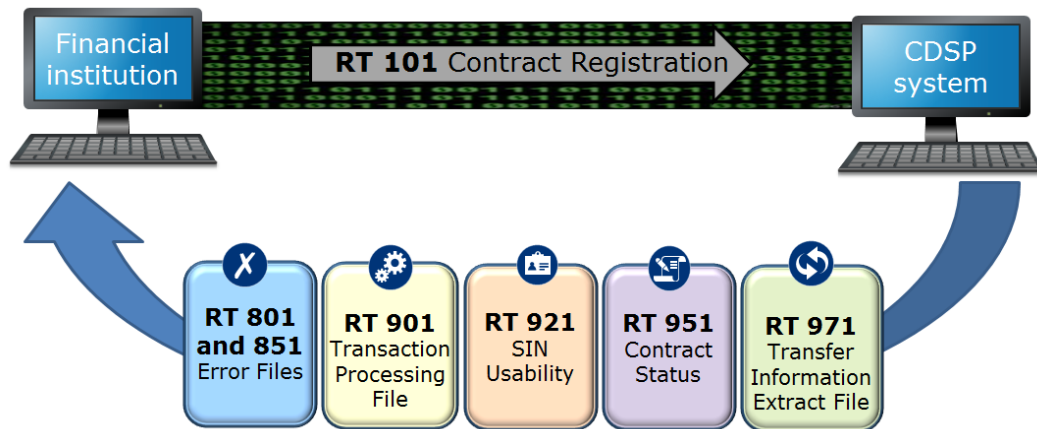 Financial
institution
RT 101 Contract Registration
CDSP
system
RT 801
and 851
Error Files
RT 901
Transaction
Processing
File
RT 921
SIN
Usability
RT 951
Contract
Status
RT 971
Transfer
Information
Extract File